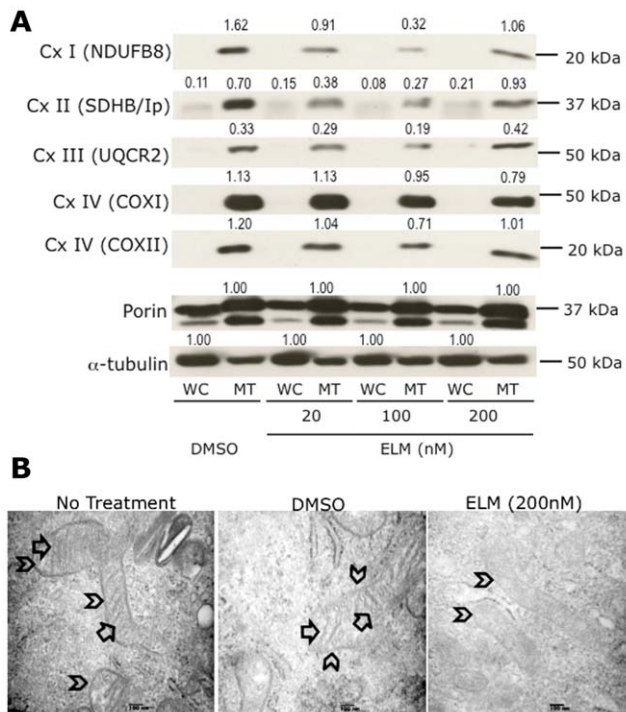 A
1.62 0.91 0.32 1.06
Cx I (NDUFB8) 20 kDa
0.11 0.70 0.15 0.38 0.08 0.27 0.21 0.93
Cx II (SDHB/Ip) 37 kDa
0.33 0.29 0.19 0.42
Cx III (UQCR2) 50 kDa
1.13 1.13 0.95 0.79
Cx IV (COXI) 50 kDa
1.20 1.04 0.71 1.01
Cx IV (COXII) 20 kDa
1.00 1.00 1.00 1.00
Porin 37 kDa
1.00 1.00 1.00 1.00
α-tubulin 50 kDa
WC MT WC MT WC MT WC MT
20 100 200
DMSO ELM (nM)
B
No Treatment DMSO ELM (200nM)
100 nm